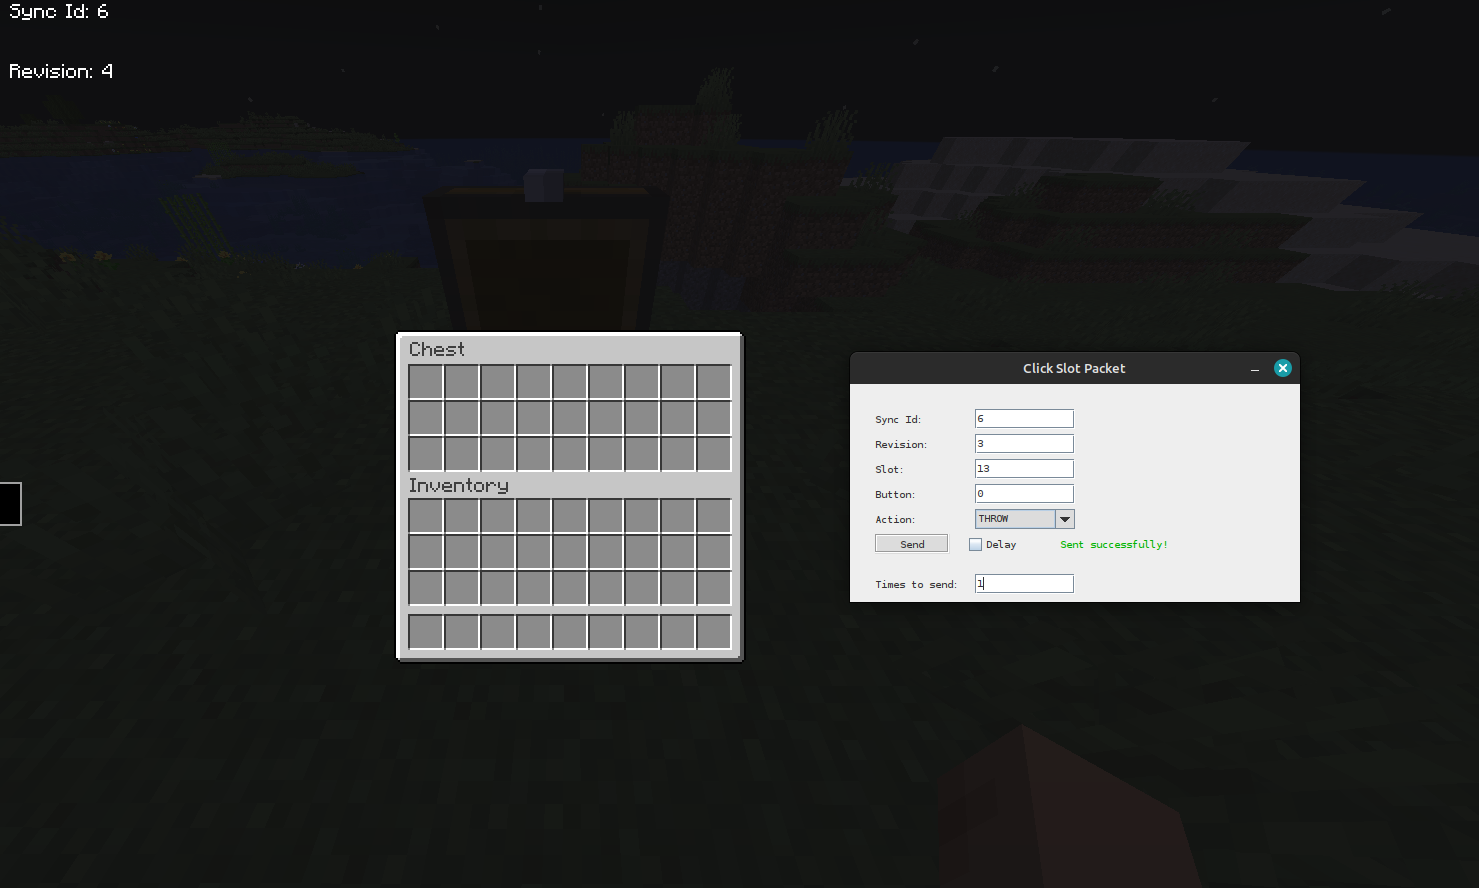 Sync Id: 6
Revision: 4
Chest
Inventory
Click Slot Packet
Sync Id: 6
Revision: 3
Slot: 13
Button: 0
Action: THROW
Send Delay Sent successfully!
Times to send: 1